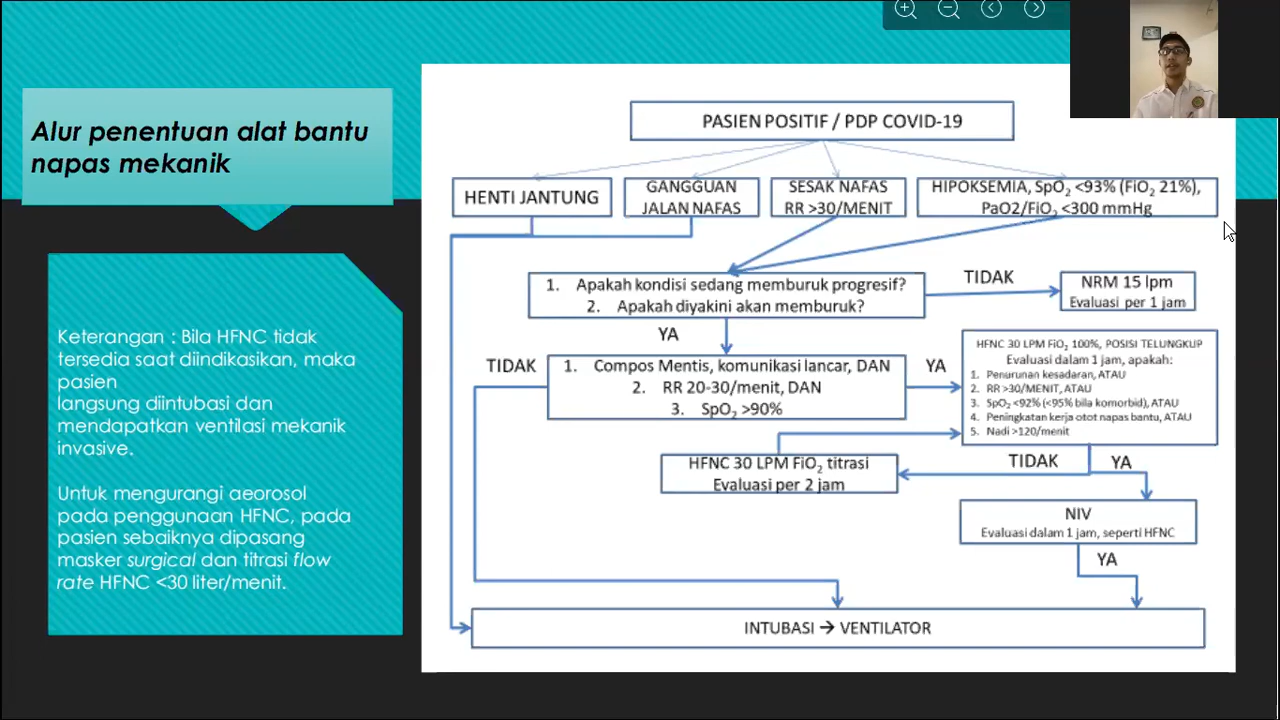 Alur penentuan alat bantu
napas mekanik
Keterangan : Bila HFNC tidak
tersedia saat diindikasikan, maka
pasien
langsung diintubasi dan
mendapatkan ventilasi mekanik
invasive.
Untuk mengurangi aeorosol
pada penggunaan HFNC, pada
pasien sebaiknya dipasang
masker surgical dan titrasi flow
rate HFNC <30 liter/menit.
PASIEN POSITIF / PDP COVID-19
HENTI JANTUNG
GANGGUAN
JALAN NAFAS
SESAK NAFAS
RR >30/MENIT
HIPOKSEMIA, SpO₂ <93% (FiO₂ 21%),
PaO2/FiO₂ <300 mmHg
1. Apakah kondisi sedang memburuk progresif?
2. Apakah diyakini akan memburuk?
TIDAK
NRM 15 lpm
Evaluasi per 1 jam
YA
TIDAK
1. Compos Mentis, komunikasi lancar, DAN
2. RR 20-30/menit, DAN
3. SpO₂ >90%
YA
HFNC 30 LPM FiO₂ 100%, POSISI TELUNGKUP
Evaluasi dalam 1 jam, apakah:
1. Penurunan kesadaran, ATAU
2. RR >30/MENIT, ATAU
3. SpO₂ <92% (<95% bila komorbid), ATAU
4. Peningkatan kerja otot napas bantu, ATAU
5. Nadi >120/menit
HFNC 30 LPM FiO₂ titrasi
Evaluasi per 2 jam
TIDAK
YA
NIV
Evaluasi dalam 1 jam, seperti HFNC
YA
INTUBASI → VENTILATOR